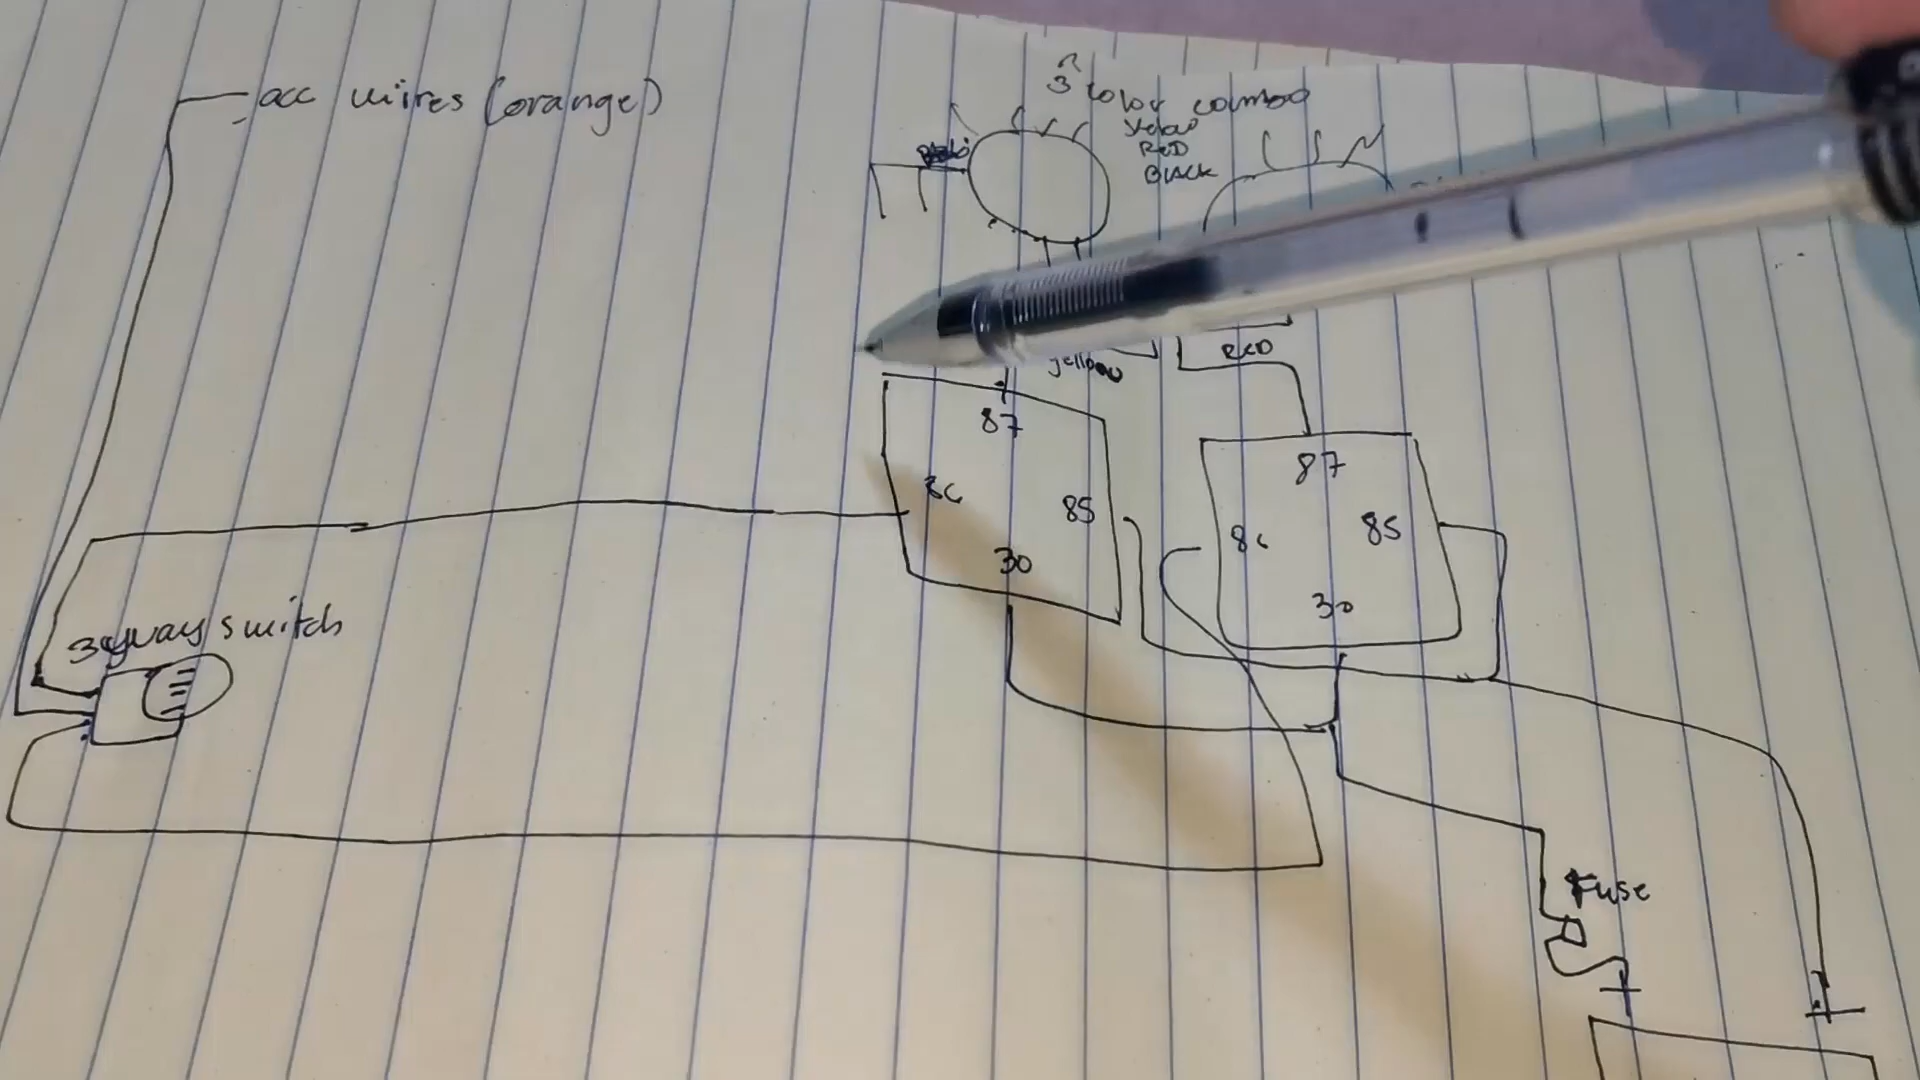 acc wires (orange)
3 color combo
Yelow
RED
BLACK
yellow
RED
87
86
85
30
87
86
85
30
3 way switch
Fuse